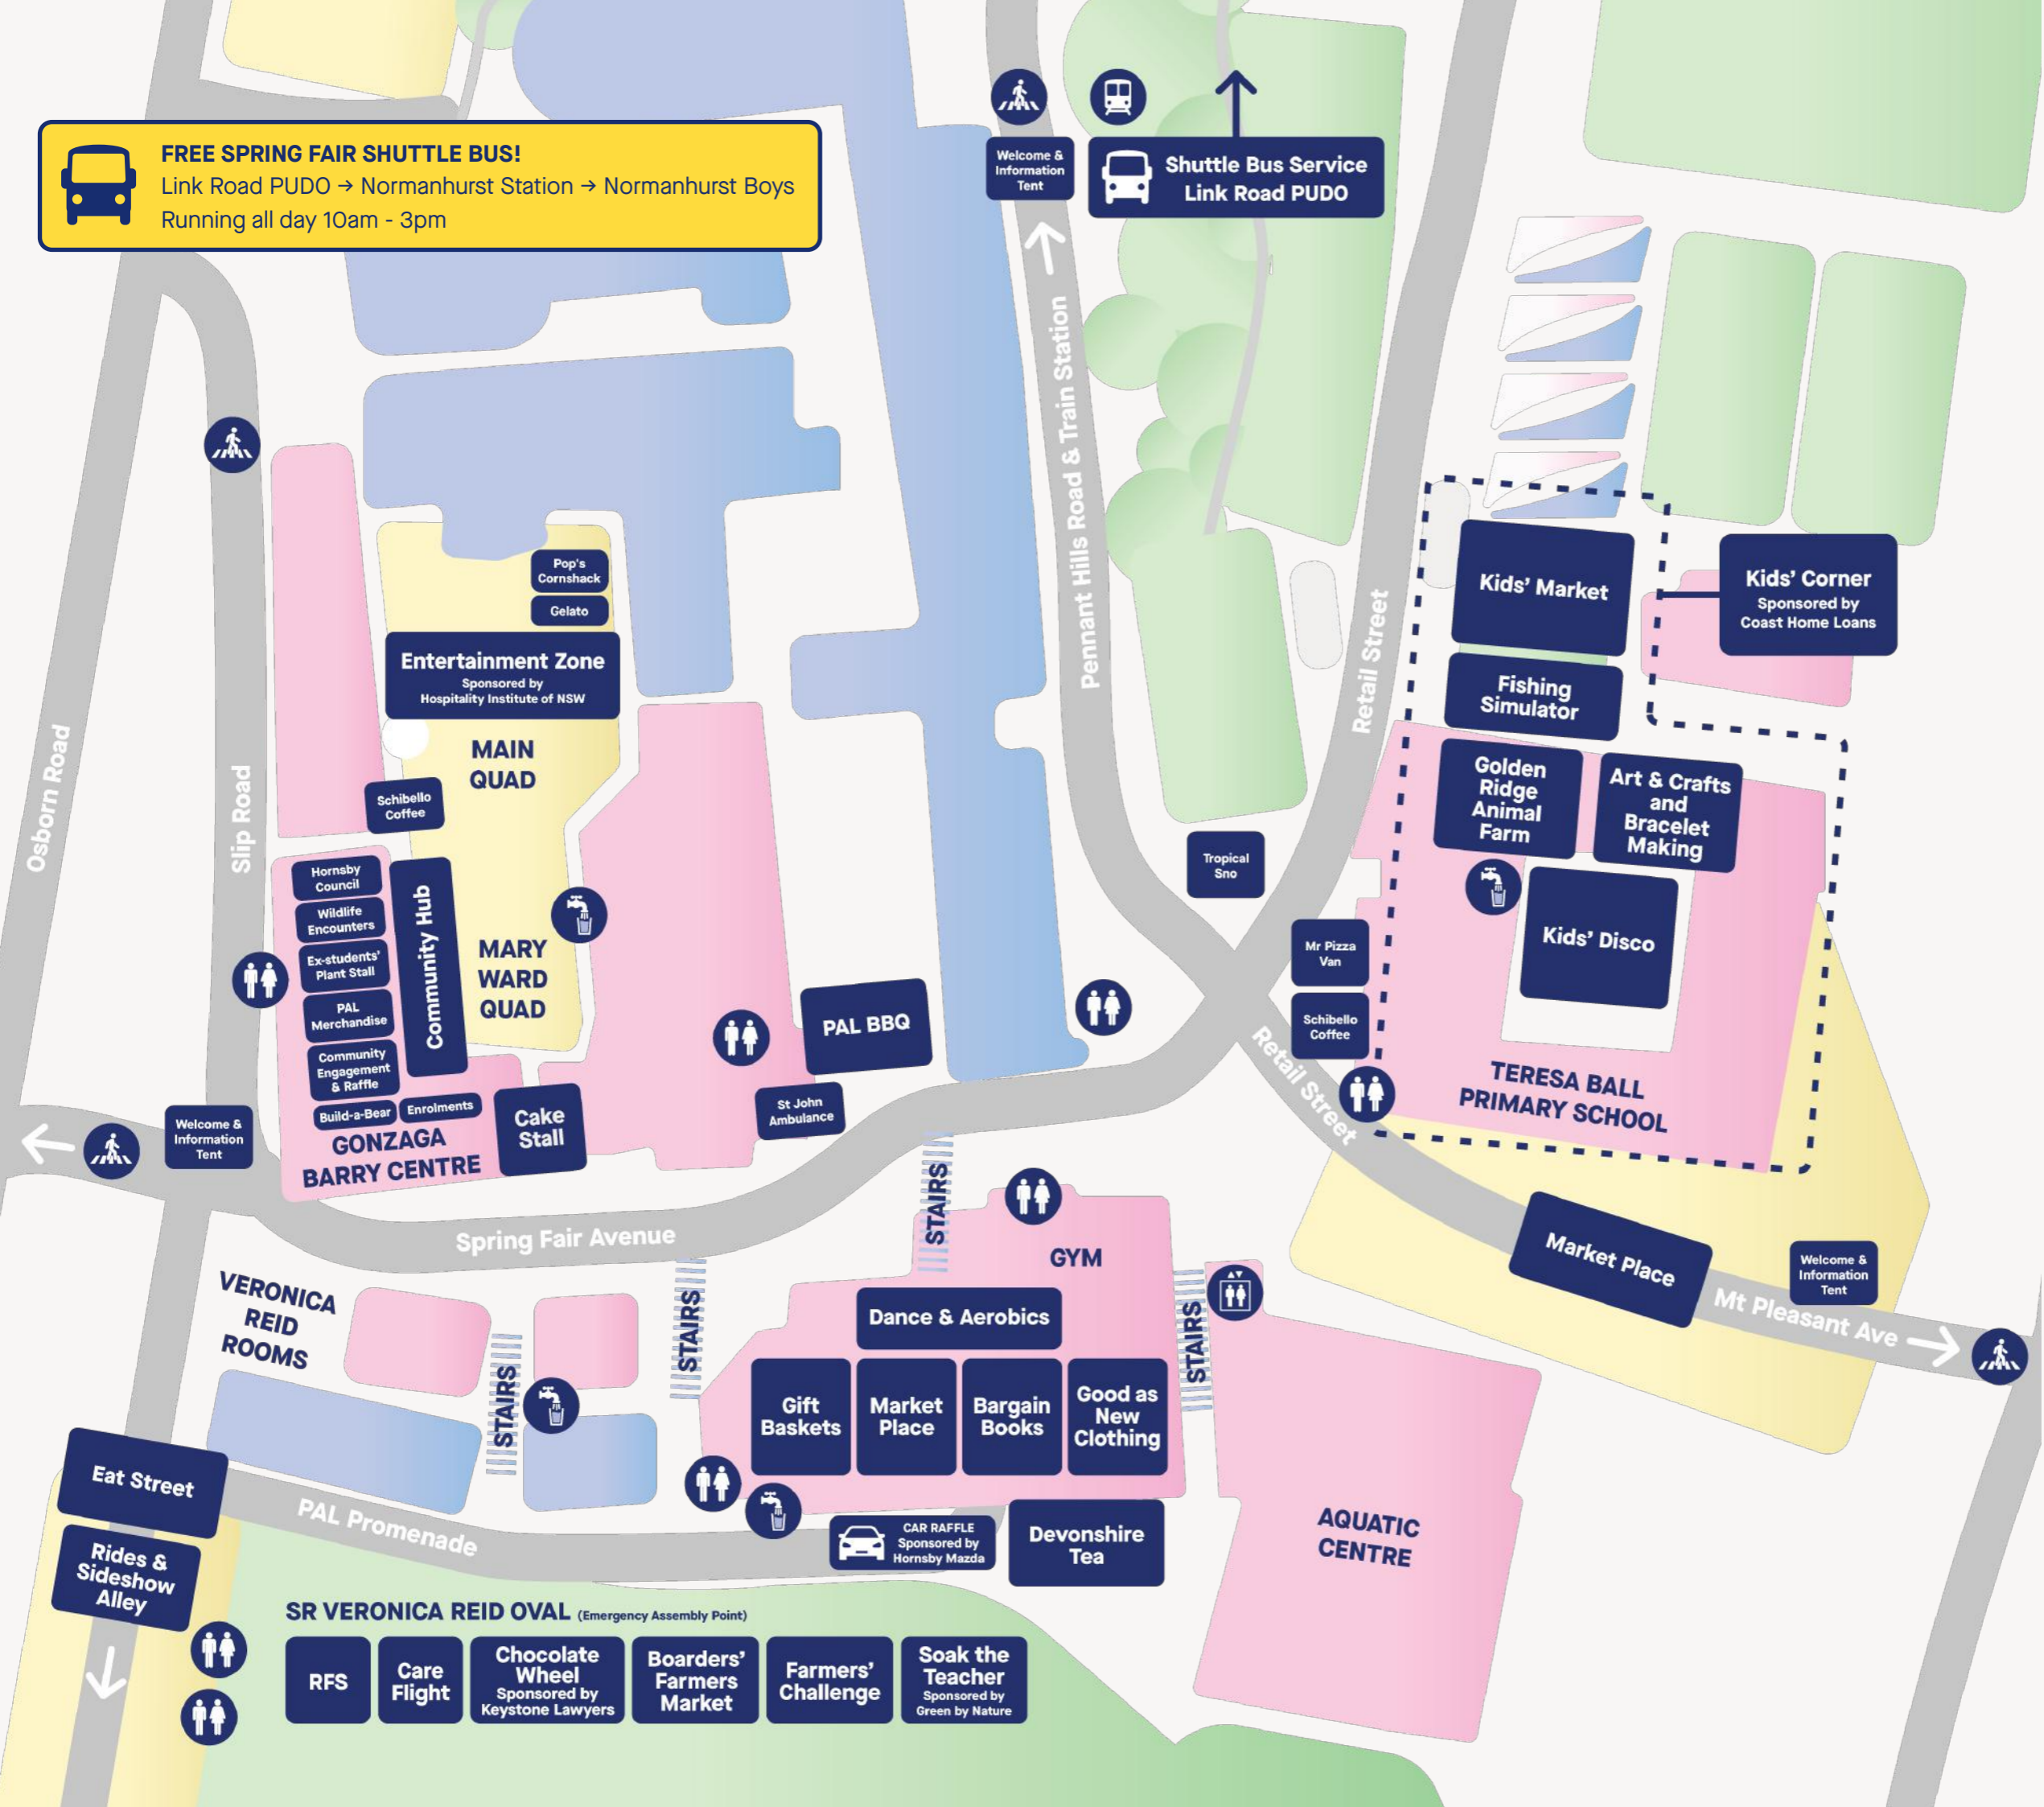 FREE SPRING FAIR SHUTTLE BUS!
Link Road PUDO → Normanhurst Station → Normanhurst Boys
Running all day 10am - 3pm
Welcome &
Information
Tent
Shuttle Bus Service
Link Road PUDO
Pennant Hills Road & Train Station
Retail Street
Osborn Road
Slip Road
Pop's
Cornshack
Gelato
Entertainment Zone
Sponsored by
Hospitality Institute of NSW
MAIN
QUAD
Schibello
Coffee
Hornsby
Council
Wildlife
Encounters
Ex-students'
Plant Stall
PAL
Merchandise
Community
Engagement
& Raffle
Build-a-Bear
Enrolments
Community Hub
MARY
WARD
QUAD
GONZAGA
BARRY CENTRE
Cake
Stall
PAL BBQ
St John
Ambulance
Welcome &
Information
Tent
Kids' Market
Kids' Corner
Sponsored by
Coast Home Loans
Fishing
Simulator
Golden
Ridge
Animal
Farm
Art & Crafts
and
Bracelet
Making
Kids' Disco
Tropical
Sno
Mr Pizza
Van
Schibello
Coffee
TERESA BALL
PRIMARY SCHOOL
Retail Street
Market Place
Welcome &
Information
Tent
Mt Pleasant Ave
Spring Fair Avenue
STAIRS
STAIRS
STAIRS
STAIRS
VERONICA
REID
ROOMS
GYM
Dance & Aerobics
Gift
Baskets
Market
Place
Bargain
Books
Good as
New
Clothing
Eat Street
Rides &
Sideshow
Alley
PAL Promenade
CAR RAFFLE
Sponsored by
Hornsby Mazda
Devonshire
Tea
AQUATIC
CENTRE
SR VERONICA REID OVAL (Emergency Assembly Point)
RFS
Care
Flight
Chocolate
Wheel
Sponsored by
Keystone Lawyers
Boarders'
Farmers
Market
Farmers'
Challenge
Soak the
Teacher
Sponsored by
Green by Nature